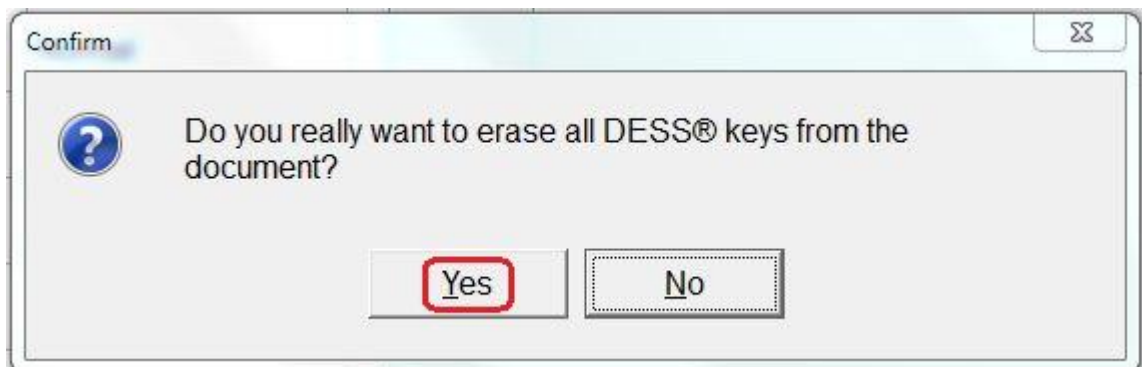 Confirm
Do you really want to erase all DESS® keys from the
document?
Yes
No